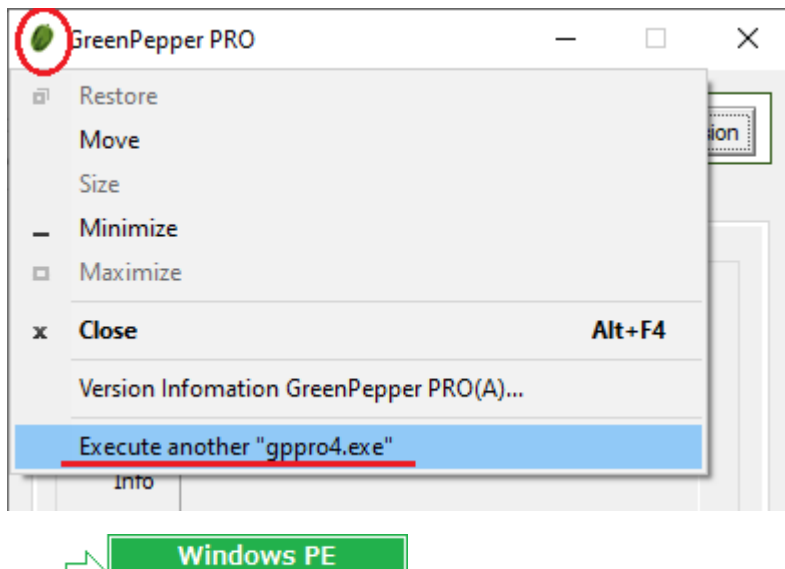 GreenPepper PRO
Restore
Move
sion
Size
Minimize
Maximize
Close Alt+F4
Version Infomation GreenPepper PRO(A)...
Execute another "gppro4.exe"
Info
Windows PE